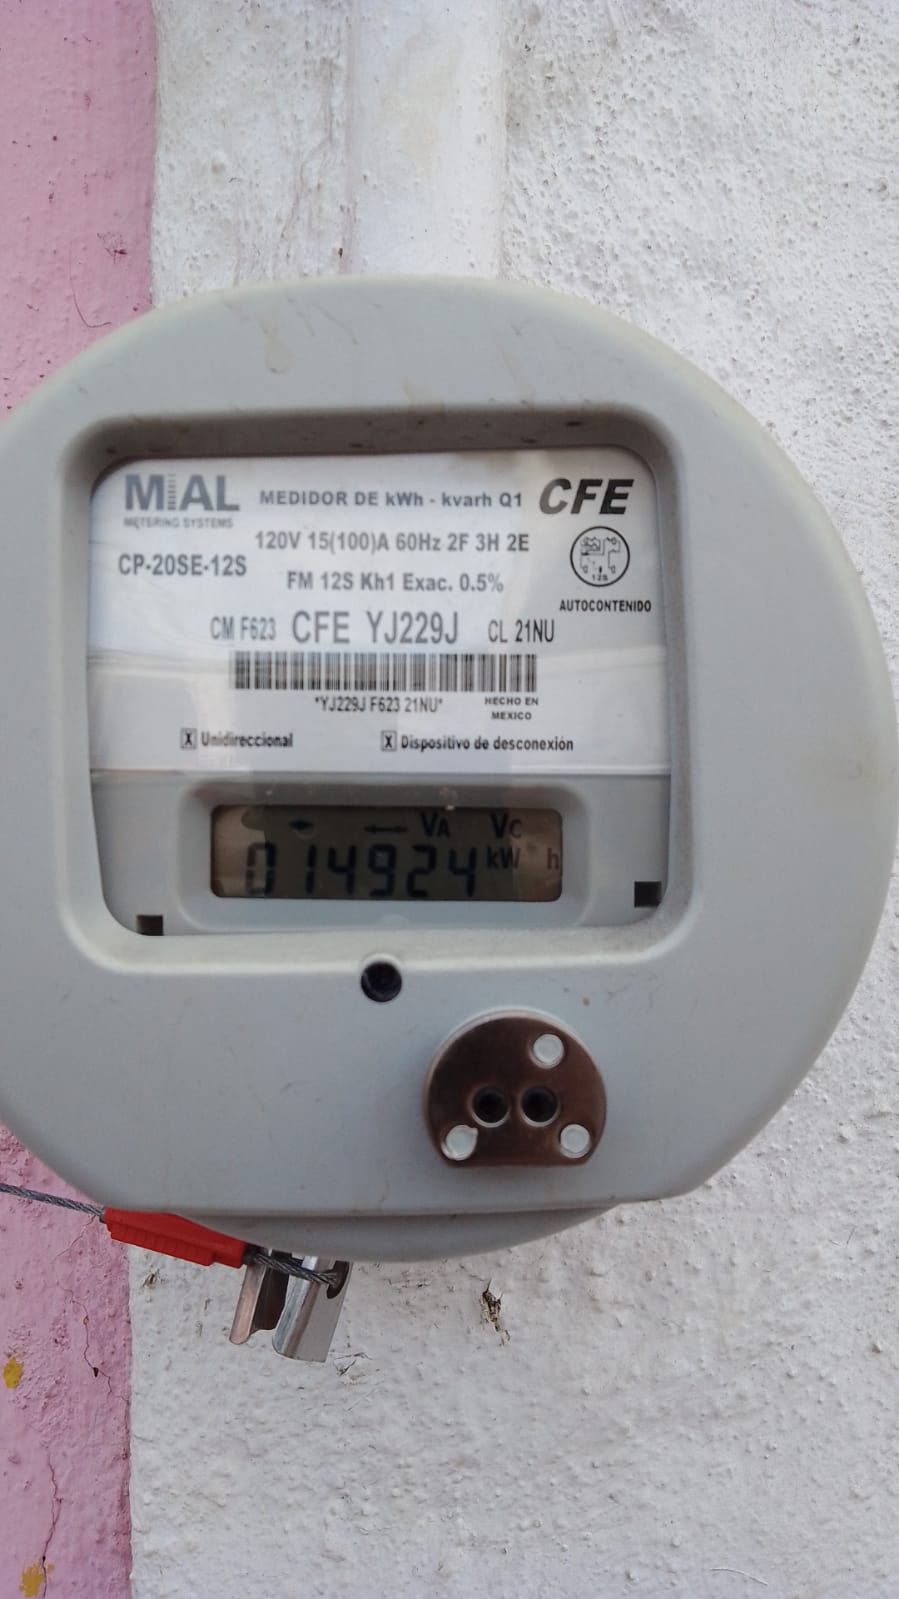 MIAL
METERING SYSTEMS
MEDIDOR DE kWh - kvarh Q1
CFE
120V 15(100)A 60Hz 2F 3H 2E
CP-20SE-12S
FM 12S Kh1 Exac. 0.5%
12S
AUTOCONTENIDO
CM F623 CFE YJ229J CL 21NU
*YJ229J F623 21NU*
HECHO EN
MEXICO
X Unidireccional
X Dispositivo de desconexión
VA VC
014924 kW h